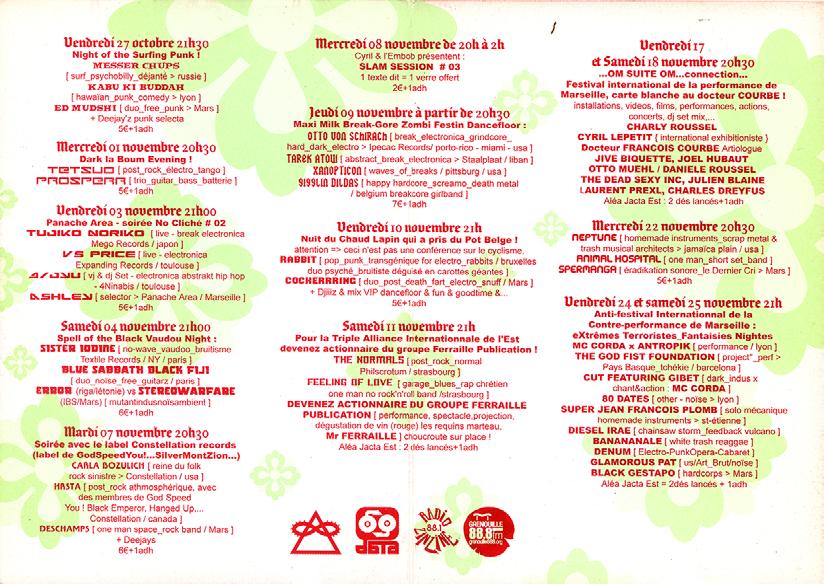 Vendredi 27 octobre 21h30
Night of the Surfing Punk !
MESSER CHUPS
[ surf_psychobilly_déjanté > russie ]
KABU KI BUDDAH
[ hawaïan_punk_comedy > lyon ]
ED MUDSHI [ duo_free_punk > Mars ]
+ Deejay'z punk selecta
5€+1adh
Mercredi 01 novembre 20h30
Dark la Boum Evening !
TETSUO [ post_rock_électro_tango ]
PROSPERA [ trio_guitar_bass_batterie ]
5€+1adh
Vendredi 03 novembre 21h00
Panache Area - soirée No Cliché # 02
TUJIKO NORIKO [ live - break electronica
Mego Records / japon ]
VS PRICE [ live - electronica
Expanding Records / toulouse ]
[ vj & dj Set - electronica abstrakt hip hop
- 4Ninabis / toulouse ]
ASHLEY [ selector > Panache Area / Marseille ]
5€+1adh
Samedi 04 novembre 21h00
Spell of the Black Vaudou Night :
SISTER IODINE [ no-wave_vaudou_bruitisme
Textile Records / NY / paris ]
BLUE SABBATH BLACK FIJI
[ duo_noise_free_guitarz / paris ]
ERROR (riga/létonie) vs STEREOWARFARE
(IBS/Mars) [ mutantindusnoïsambient ]
6€+1adh
Mardi 07 novembre 20h30
Soirée avec le label Constellation records
(label de GodSpeedYou!...SilverMontZion...)
CARLA BOZULICH [ reine du folk
rock sinistre > Constellation / usa ]
HRSTA [ post_rock athmosphérique, avec
des membres de God Speed
You ! Black Emperor, Hanged Up....
Constellation / canada ]
DESCHAMPS [ one man space_rock band / Mars ]
+ Deejays
6€+1adh
Mercredi 08 novembre de 20h à 2h
Cyril & l'Embob présentent :
SLAM SESSION # 03
1 texte dit = 1 verre offert
2€+1adh
Jeudi 09 novembre à partir de 20h30
Maxi Milk Break-Gore Zombi Festin Dancefloor :
OTTO VON SCHIRACH [ break_electronica_grindcore_
hard_dark_electro > Ipecac Records/ porto-rico - miami - usa ]
TAREK ATOUI [ abstract_break_electronica > Staalplaat / liban ]
XANOPTICON [ waves_of_breaks / pittsburg / usa ]
SISSLIN DILDAS [ happy hardcore_screamo_death metal
/ belgium breakcore girlband ]
7€+ 1adh
Vendredi 10 novembre 21h
Nuit du Chaud Lapin qui a pris du Pot Belge !
attention => ceci n'est pas une conférence sur le cyclisme.
RABBIT [ pop_punk_transgénique for electro_rabbits / bruxelles
duo psyché_bruitiste déguisé en carottes géantes ]
COCHERRRING [ duo_post_death_fart_electro_snuff / Mars ]
+ Djiiiz & mix VIP dancefloor & fun & goodtime &...
5€+1adh
Samedi 11 novembre 21h
Pour la Triple Alliance Internationnale de l'Est
devenez actionnaire du groupe Ferraille Publication !
THE NORMALS [ post_rock_normal
Philscrotum / strasbourg ]
FEELING OF LOVE [ garage_blues_rap chrétien
one man no rock'n'roll band /strasbourg ]
DEVENEZ ACTIONNAIRE DU GROUPE FERRAILLE
PUBLICATION [ performance, spectacle,projection,
dégustation de vin (rouge) les requins marteau.
Mr FERRAILLE ] choucroute sur place !
Aléa Jacta Est : 2 dés lancés+1adh
88.1
RADIO
GRENOUILLE
88.8fm
grenouille888.org
Vendredi 17
et Samedi 18 novembre 20h30
...OM SUITE OM...connection...
Festival international de la performance de
Marseille, carte blanche au docteur COURBE !
installations, videos, films, performances, actions,
concerts, dj set mix,...
CHARLY ROUSSEL
CYRIL LEPETIT [ international exhibitioniste }
Docteur FRANCOIS COURBE Artiologue
JIVE BIQUETTE, JOEL HUBAUT
OTTO MUEHL / DANIELE ROUSSEL
THE DEAD SEXY INC, JULIEN BLAINE
LAURENT PREXL, CHARLES DREYFUS
Aléa Jacta Est : 2 dés lancés+ 1adh
Mercredi 22 novembre 20h30
NEPTUNE [ homemade instruments_scrap metal &
trash musical architects > jamaïca plain / usa ]
ANIMAL HOSPITAL [ one man_short set_band ]
SPERMANGA [ éradikation sonore_le Dernier Cri > Mars ]
5€+1adh
Vendredi 24 et samedi 25 novembre 21h
Anti-festival Internationnal de la
Contre-performance de Marseille :
eXtrêmes Terroristes_Fantaisies Nightes
MC CORDA x ANTROPIK [ performance / lyon ]
THE GOD FIST FOUNDATION [ project"_perf >
Pays Basque_tchékie / barcelona ]
CUT FEATURING GIBET [ dark_indus x
chant&action : MC CORDA ]
80 DATES [ other - noïse > lyon ]
SUPER JEAN FRANCOIS PLOMB [ solo mécanique
homemade instruments > st-étienne ]
DIESEL IRAE [ chainsaw storm_feedback vulcano ]
BANANANALE [ white trash reaggae ]
DENUM [ Electro-PunkOpera-Cabaret ]
GLAMOROUS PAT [ us/Art_Brut/noïse ]
BLACK GESTAPO [ hardcorps > Mars ]
Aléa Jacta Est = 2dés lancés + 1adh